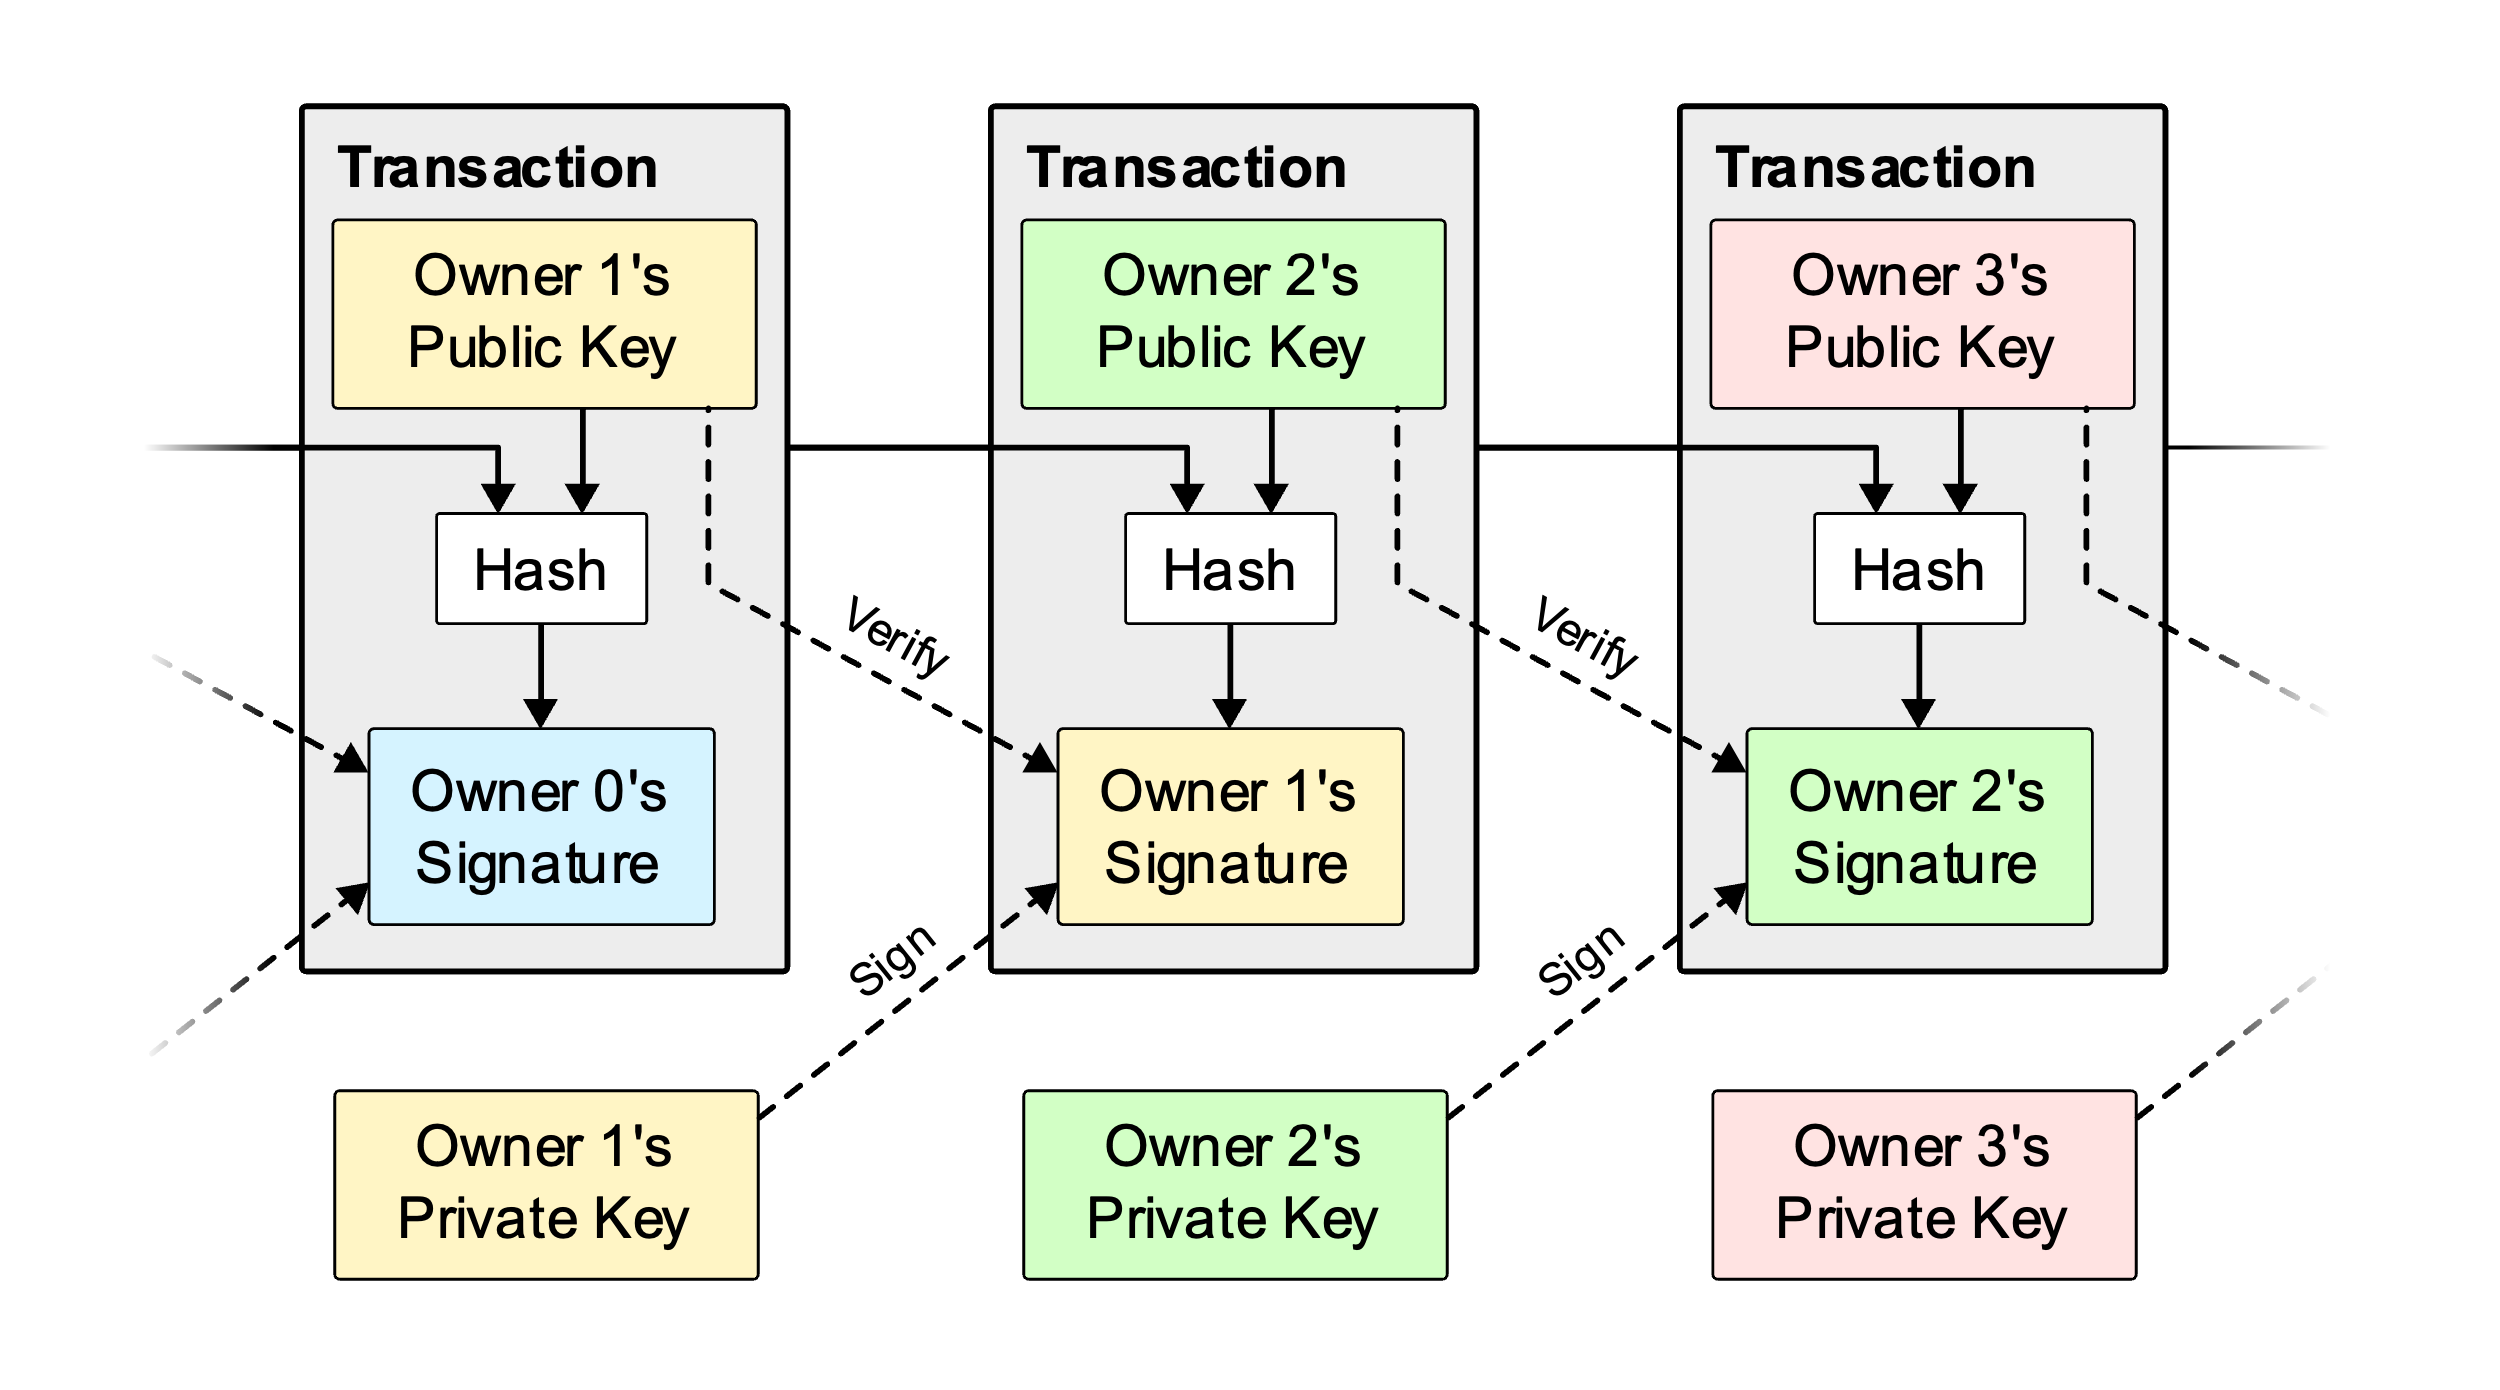 Transaction
Owner 1's
Public Key
Hash
Owner 0's
Signature
Transaction
Owner 2's
Public Key
Hash
Verify
Owner 1's
Signature
Sign
Transaction
Owner 3's
Public Key
Hash
Verify
Owner 2's
Signature
Sign
Owner 1's
Private Key
Owner 2's
Private Key
Owner 3's
Private Key